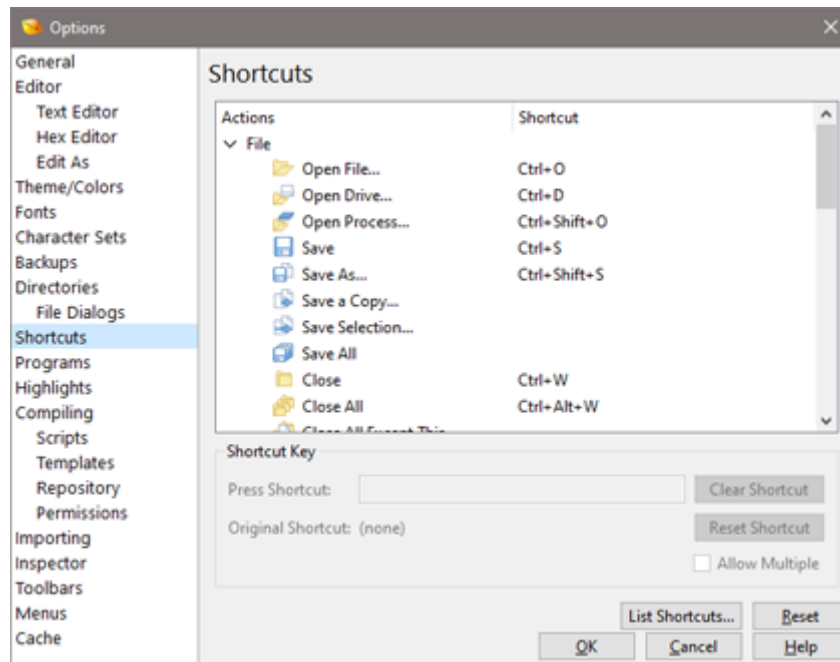 Options
General
Editor
Text Editor
Hex Editor
Edit As
Theme/Colors
Fonts
Character Sets
Backups
Directories
File Dialogs
Shortcuts
Programs
Highlights
Compiling
Scripts
Templates
Repository
Permissions
Importing
Inspector
Toolbars
Menus
Cache
Shortcuts
Actions Shortcut
File
Open File... Ctrl+O
Open Drive... Ctrl+D
Open Process... Ctrl+Shift+O
Save Ctrl+S
Save As... Ctrl+Shift+S
Save a Copy...
Save Selection...
Save All
Close Ctrl+W
Close All Ctrl+Alt+W
Close All Except This
Shortcut Key
Press Shortcut: Clear Shortcut
Original Shortcut: (none) Reset Shortcut
Allow Multiple
List Shortcuts... Reset
OK Cancel Help